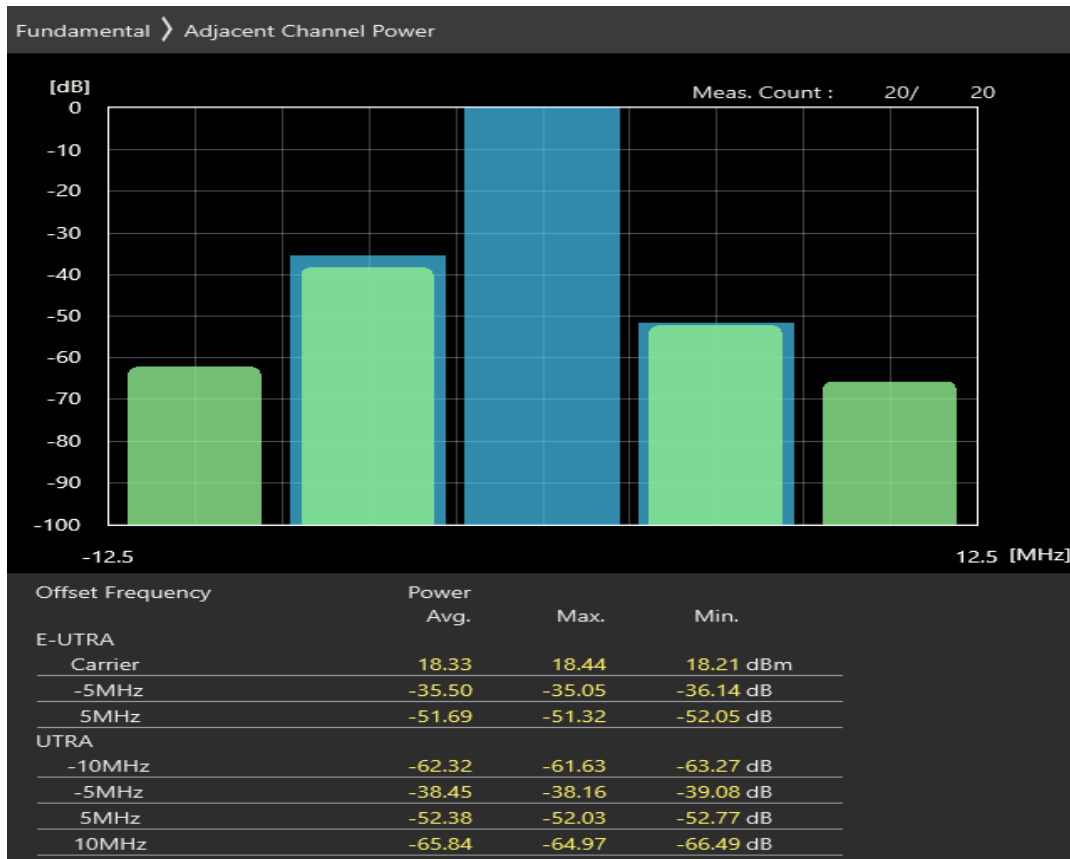 Fundamental ❯ Adjacent Channel Power
[dB]
Meas. Count : 20/ 20
0
-10
-20
-30
-40
-50
-60
-70
-80
-90
-100
-12.5 12.5 [MHz]
Offset Frequency Power
Avg. Max. Min.
E-UTRA
Carrier 18.33 18.44 18.21 dBm
-5MHz -35.50 -35.05 -36.14 dB
5MHz -51.69 -51.32 -52.05 dB
UTRA
-10MHz -62.32 -61.63 -63.27 dB
-5MHz -38.45 -38.16 -39.08 dB
5MHz -52.38 -52.03 -52.77 dB
10MHz -65.84 -64.97 -66.49 dB